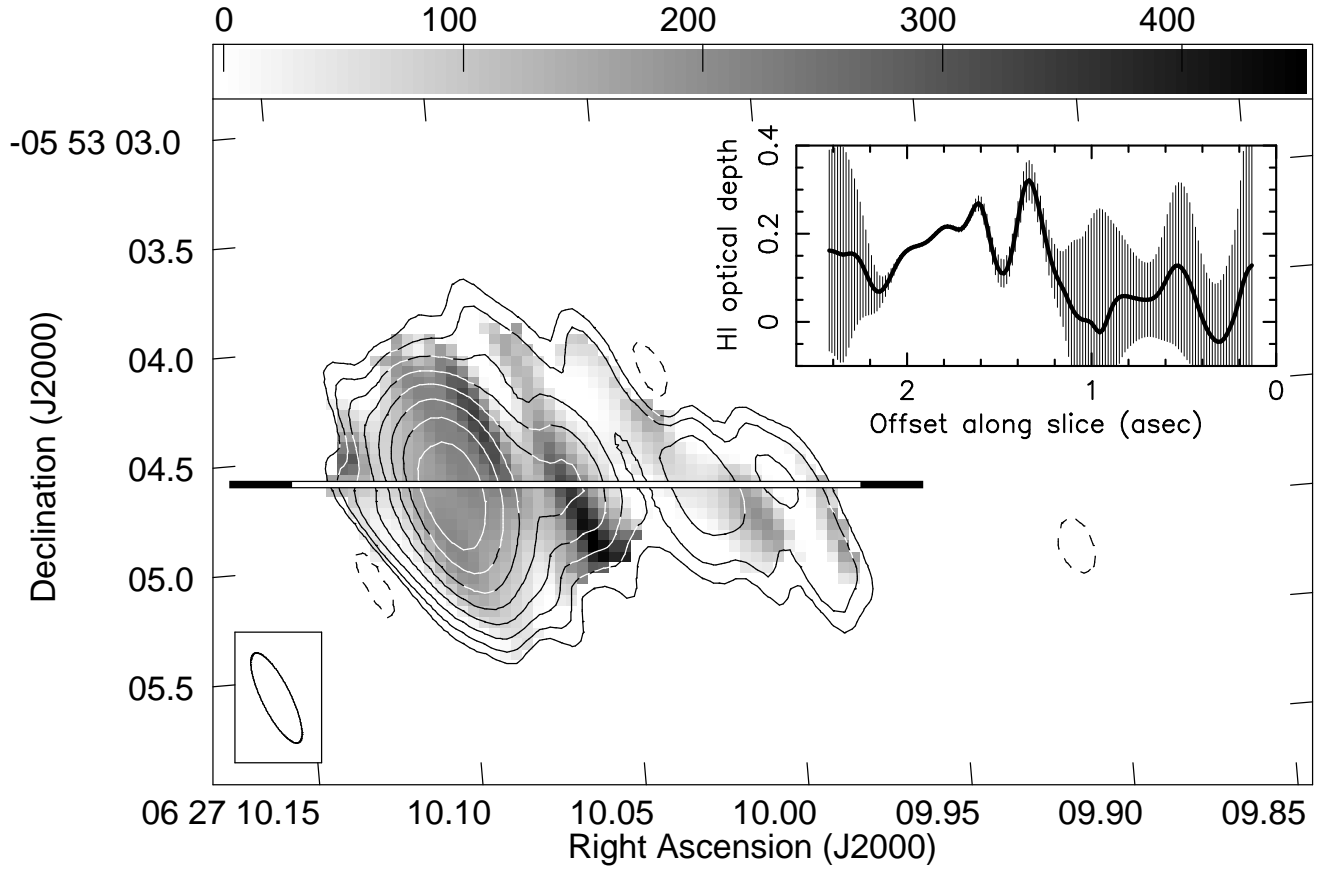 0 100 200 300 400
-05 53 03.0
03.5
04.0
04.5
05.0
05.5
Declination (J2000)
0.4
0.2
0
HI optical depth
2 1 0
Offset along slice (asec)
06 27 10.15 10.10 10.05 10.00 09.95 09.90 09.85
Right Ascension (J2000)